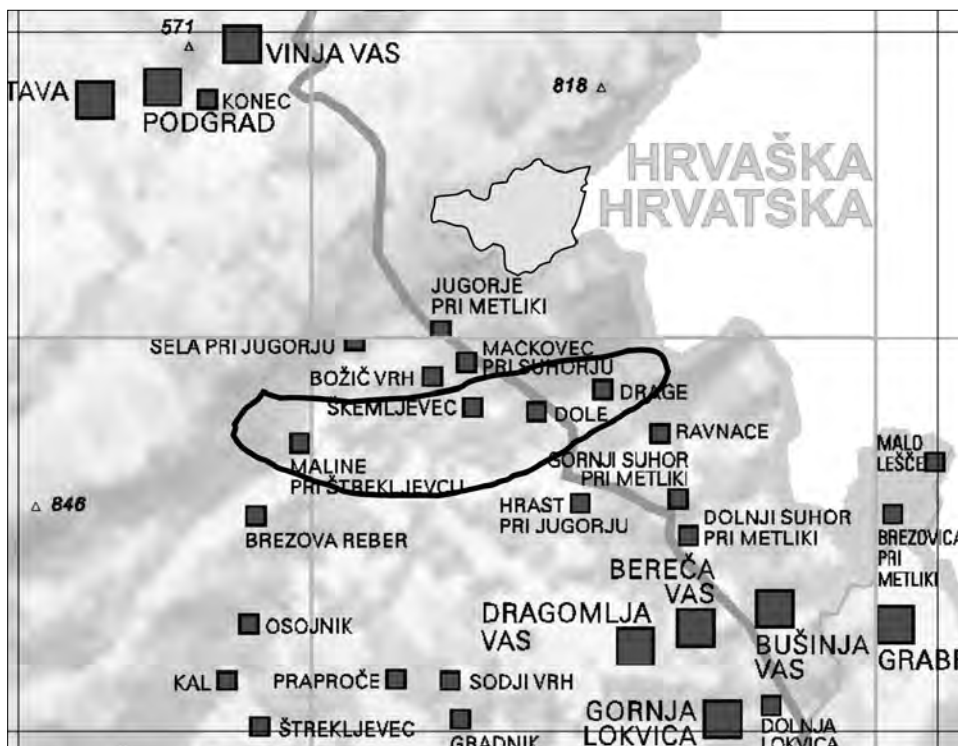 571
VINJA VAS
TAVA
KONEC
PODGRAD
818
HRVAŠKA
HRVATSKA
JUGORJE
PRI METLIKI
SELA PRI JUGORJU
MACKOVEC
PRI SUHORJU
BOŽIČ VRH
DRAGE
ŠKEMLJEVEC
DOLE
RAVNACE
MALO
LEŠČE
MALINE
PRI ŠTREKLJEVCU
GORNJI SUHOR
PRI METLIKI
846
HRAST
PRI JUGORJU
DOLNJI SUHOR
PRI METLIKI
BREZOVA REBER
BREZOVICA
PRI
METLIKI
BEREČA
VAS
OSOJNIK
DRAGOMLJA
VAS
BUŠINJA
VAS
GRABR
KAL
PRAPROČE
SODJI VRH
ŠTREKLJEVEC
GRADNIK
GORNJA
LOKVICA
DOLNJA
LOKVICA